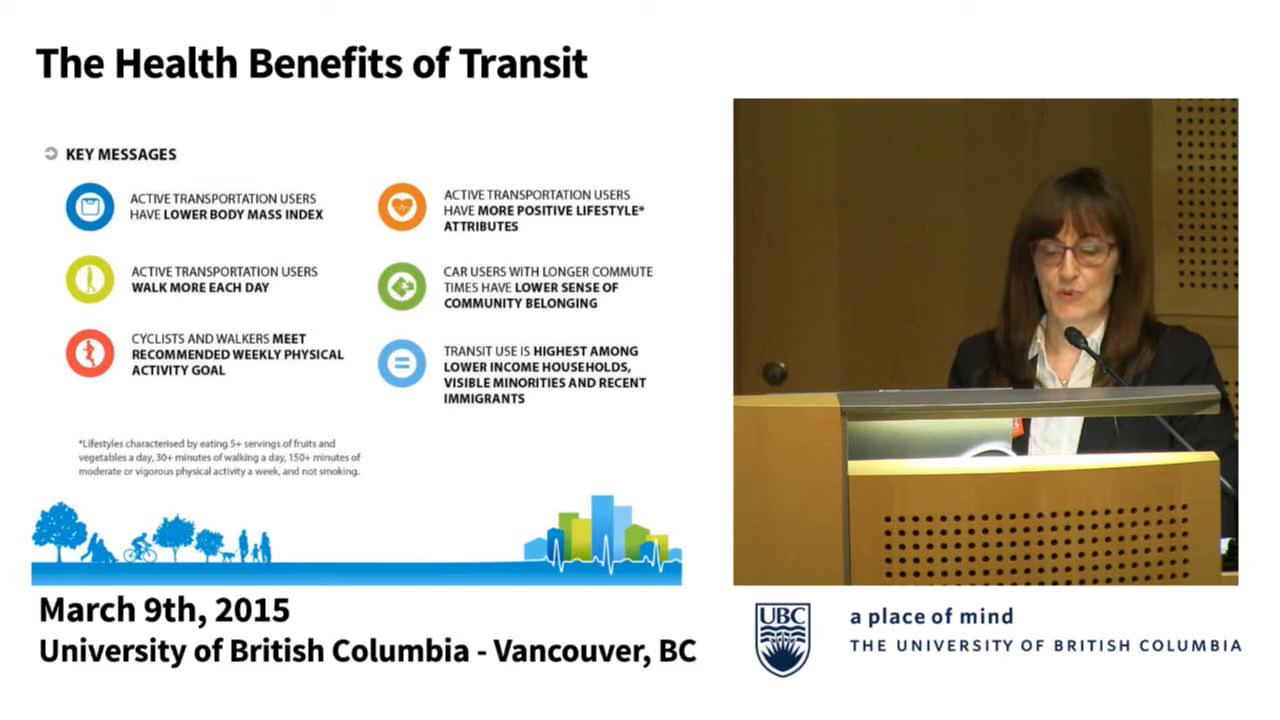 The Health Benefits of Transit
KEY MESSAGES
ACTIVE TRANSPORTATION USERS
HAVE LOWER BODY MASS INDEX
ACTIVE TRANSPORTATION USERS
WALK MORE EACH DAY
CYCLISTS AND WALKERS MEET
RECOMMENDED WEEKLY PHYSICAL
ACTIVITY GOAL
ACTIVE TRANSPORTATION USERS
HAVE MORE POSITIVE LIFESTYLE*
ATTRIBUTES
CAR USERS WITH LONGER COMMUTE
TIMES HAVE LOWER SENSE OF
COMMUNITY BELONGING
TRANSIT USE IS HIGHEST AMONG
LOWER INCOME HOUSEHOLDS,
VISIBLE MINORITIES AND RECENT
IMMIGRANTS
*Lifestyles characterised by eating 5+ servings of fruits and
vegetables a day, 30+ minutes of walking a day, 150+ minutes of
moderate or vigorous physical activity a week, and not smoking.
March 9th, 2015
University of British Columbia - Vancouver, BC
UBC
a place of mind
THE UNIVERSITY OF BRITISH COLUMBIA